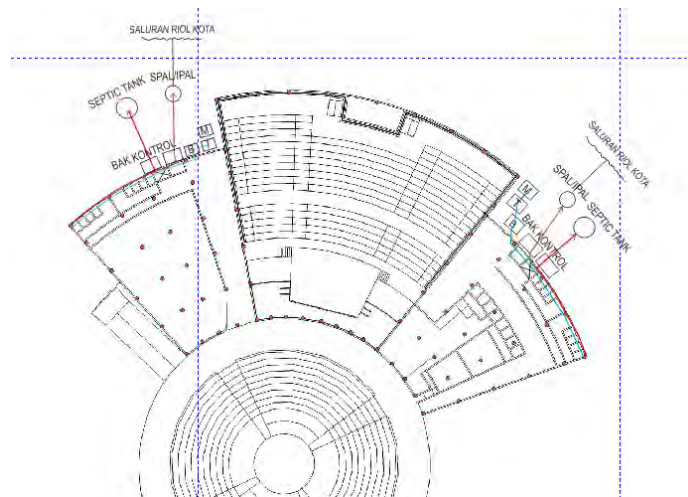 SALURAN RIOL KOTA
SEPTIC TANK
SPAL/IPAL
BAK KONTROL
M
B
T
SALURAN RIOL KOTA
SPAL/IPAL
SEPTIC TANK
BAK KONTROL
M
T
B